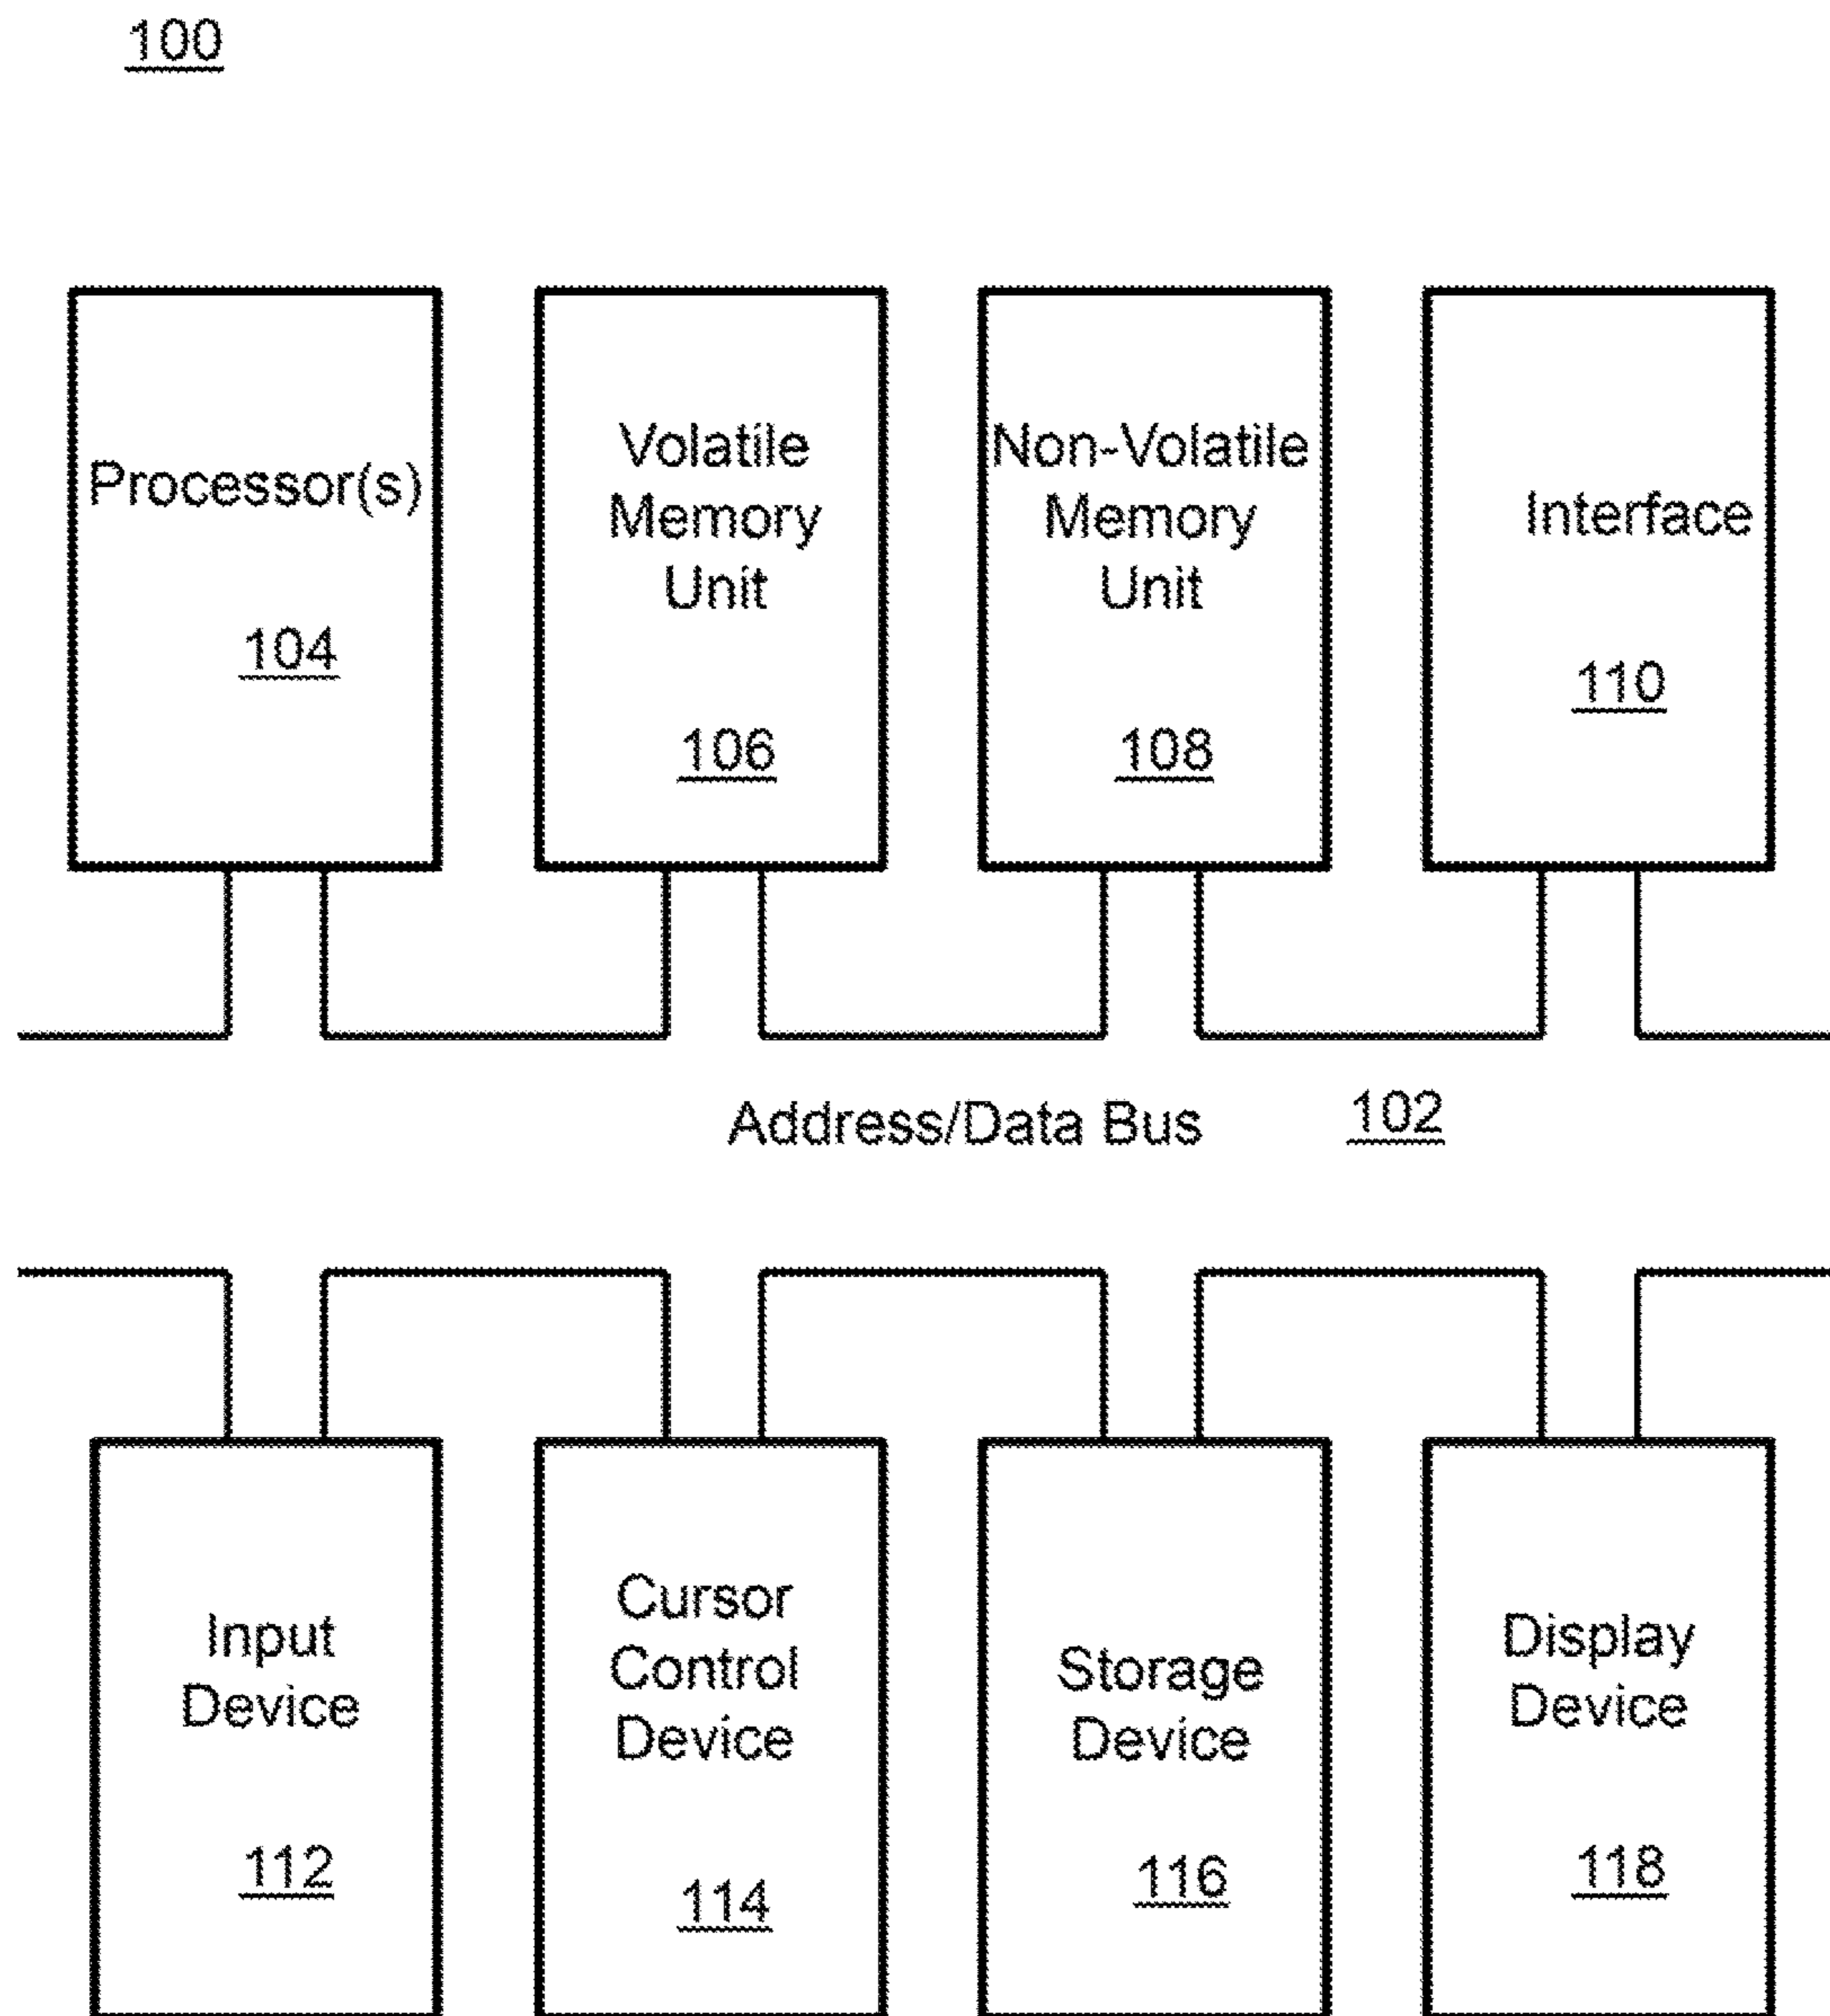 100
Processor(s)
104
Volatile
Memory
Unit
106
Non-Volatile
Memory
Unit
108
Interface
110
Address/Data Bus 102
Input
Device
112
Cursor
Control
Device
114
Storage
Device
116
Display
Device
118